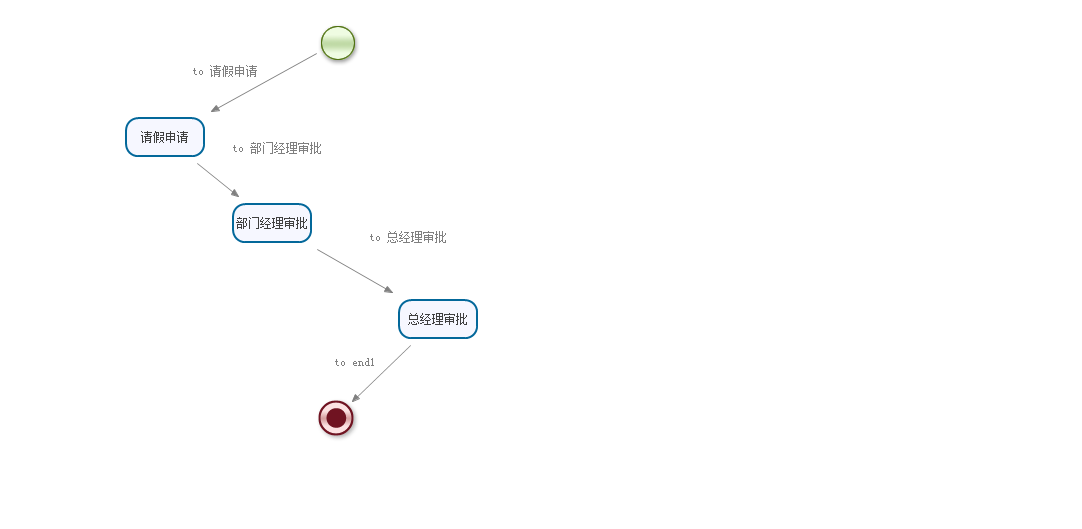 to 请假申请
请假申请
to 部门经理审批
部门经理审批
to 总经理审批
总经理审批
to end1